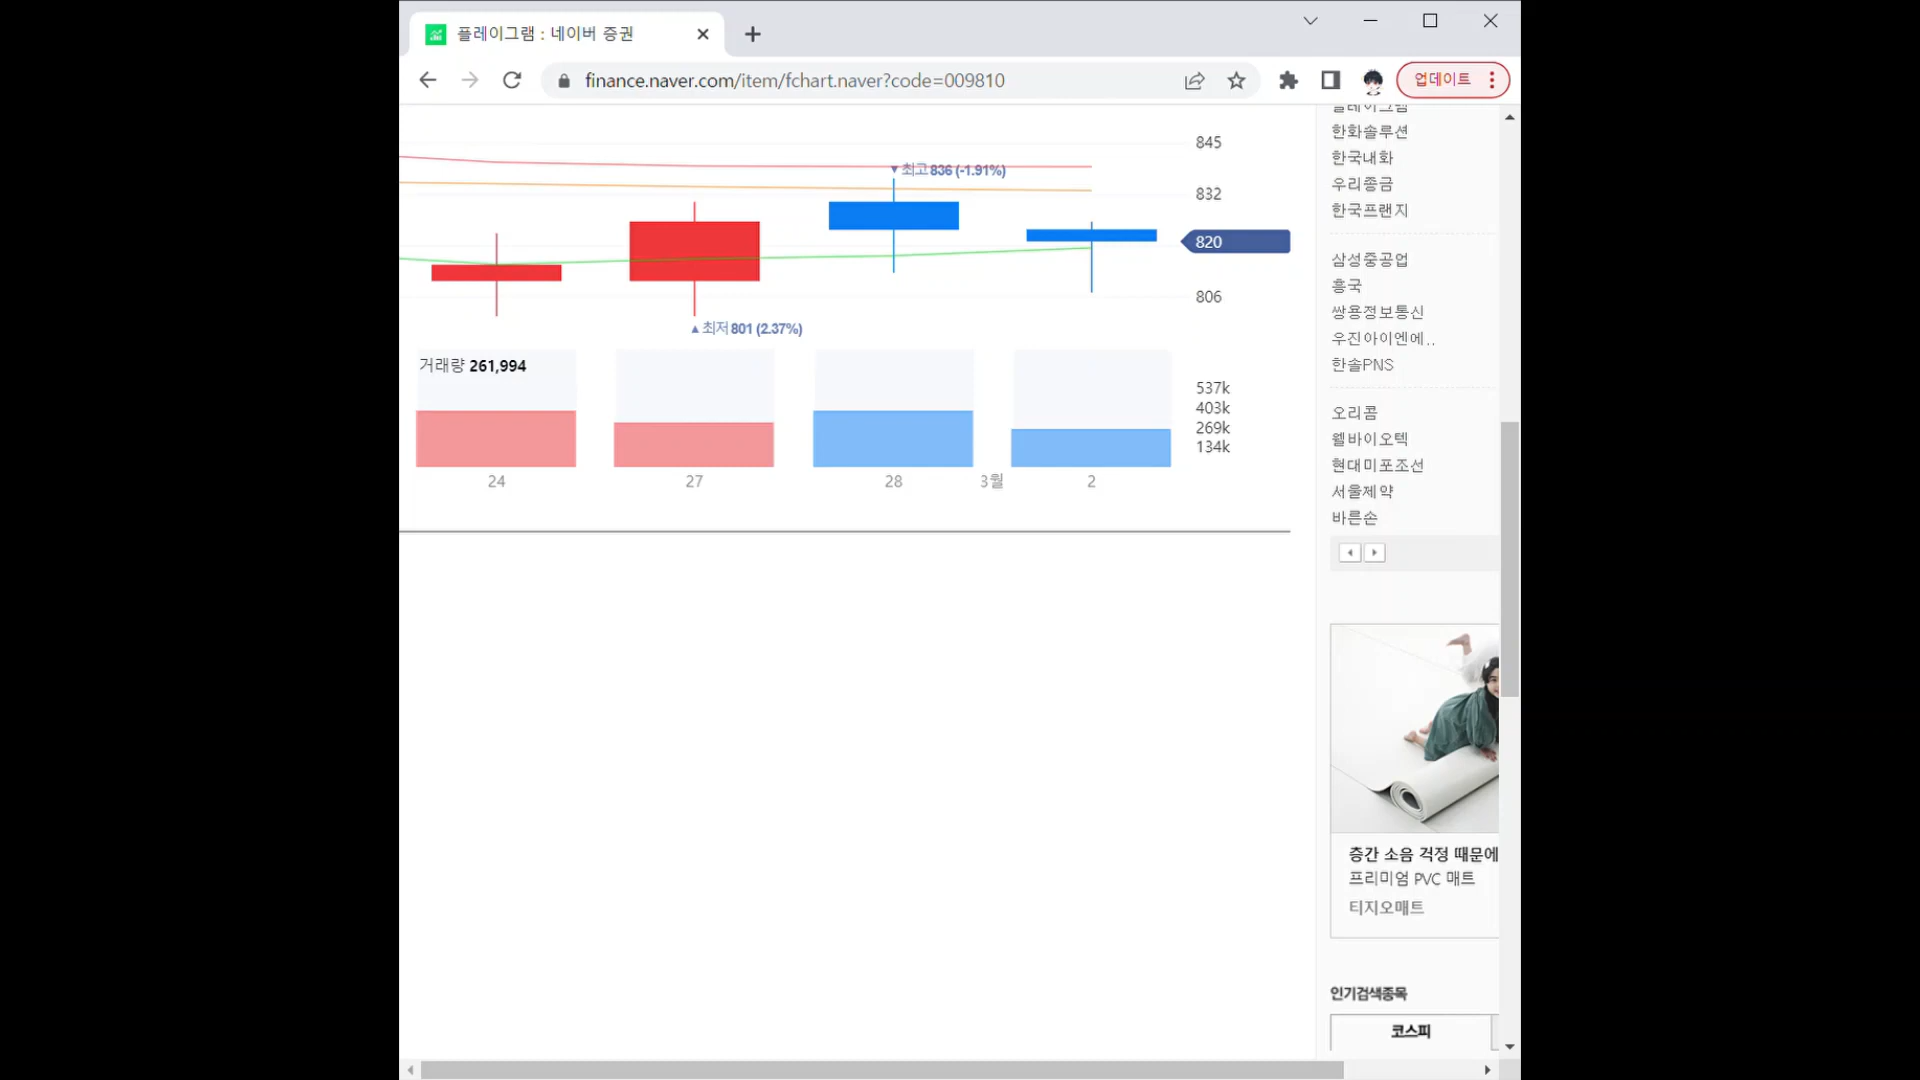 플레이그램 : 네이버 증권
finance.naver.com/item/fchart.naver?code=009810
업데이트
845
832
820
806
▼최고 836 (-1.91%)
▲최저 801 (2.37%)
거래량 261,994
537k
403k
269k
134k
24
27
28
3월
2
플레이그램
한화솔루션
한국내화
우리종금
한국프랜지
삼성중공업
흥국
쌍용정보통신
우진아이엔에..
한솔PNS
오리콤
웰바이오텍
현대미포조선
서울제약
바른손
층간 소음 걱정 때문에
프리미엄 PVC 매트
티지오매트
인기검색종목
코스피